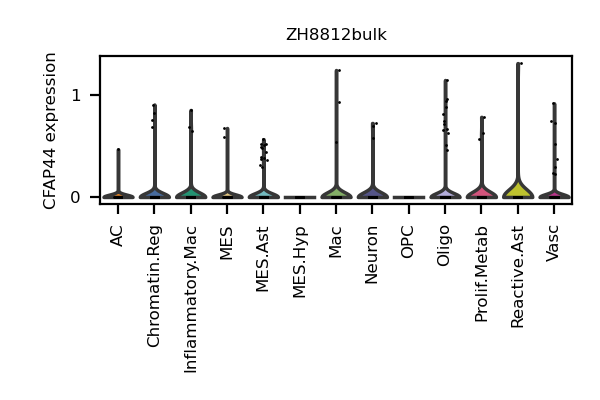 ZH8812bulk
CFAP44 expression
1
0
AC
Chromatin.Reg
Inflammatory.Mac
MES
MES.Ast
MES.Hyp
Mac
Neuron
OPC
Oligo
Prolif.Metab
Reactive.Ast
Vasc